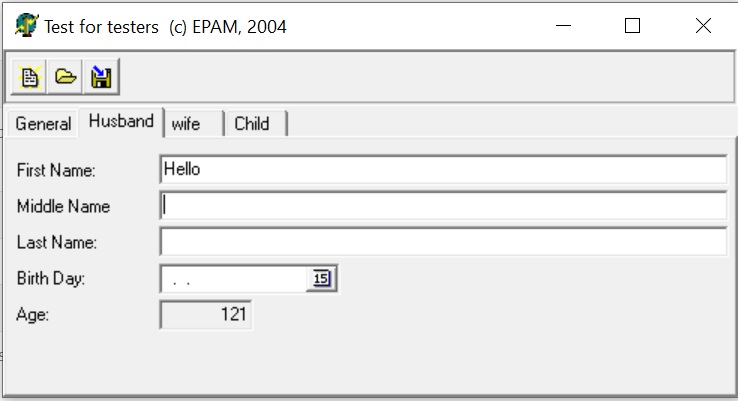 Test for testers (c) EPAM, 2004
General Husband wife Child
First Name: Hello
Middle Name
Last Name:
Birth Day: . . 15
Age: 121